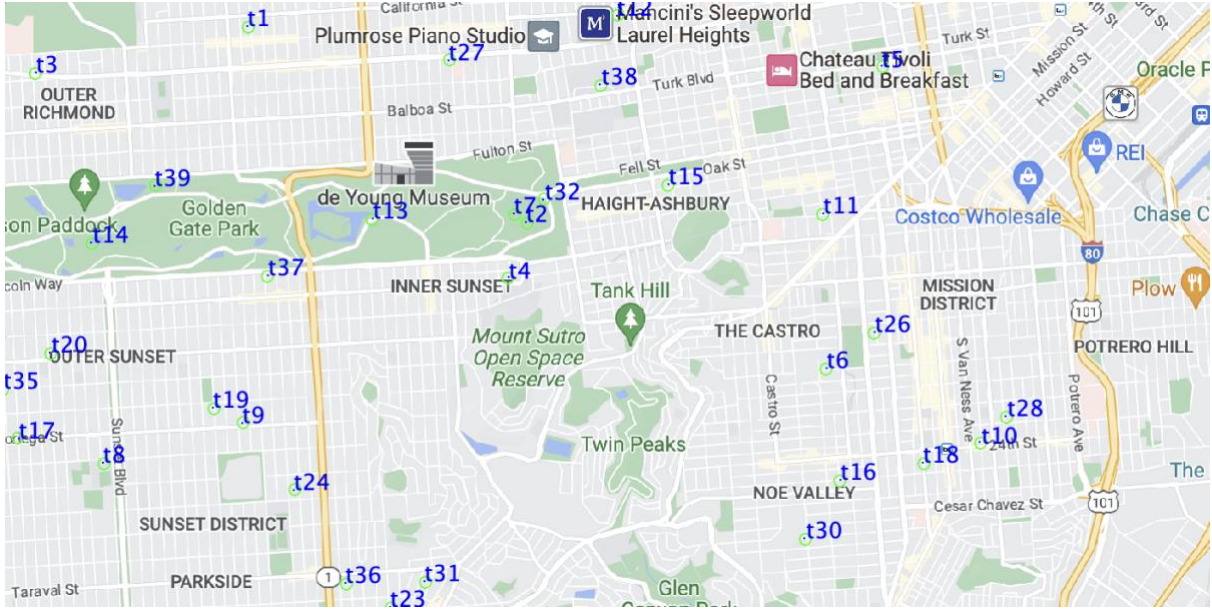 t1
California St
t12
Mancini's Sleepworld
Laurel Heights
Plumrose Piano Studio
M
Turk St
Mission St
Howard St
t3
t27
t38
Turk Blvd
Chateau Tivoli
Bed and Breakfast
t5
Oracle P
OUTER
RICHMOND
Balboa St
Fulton St
REI
t39
Fell St
Oak St
t15
de Young Museum
t32
t7
t2
HAIGHT-ASHBURY
t11
Costco Wholesale
Chase C
son Paddock
t14
Golden
Gate Park
t13
80
coln Way
t37
INNER SUNSET
t4
Tank Hill
MISSION
DISTRICT
Plow
101
t20
OUTER SUNSET
Mount Sutro
Open Space
Reserve
THE CASTRO
t26
t6
S Van Ness Ave
POTRERO HILL
Potrero Ave
t35
t19
t9
Castro St
t28
t17
t8
Twin Peaks
t10
24th St
t18
The
t24
t16
NOE VALLEY
Cesar Chavez St
101
SUNSET DISTRICT
t30
Taraval St
PARKSIDE
1
t36
t31
t23
Glen